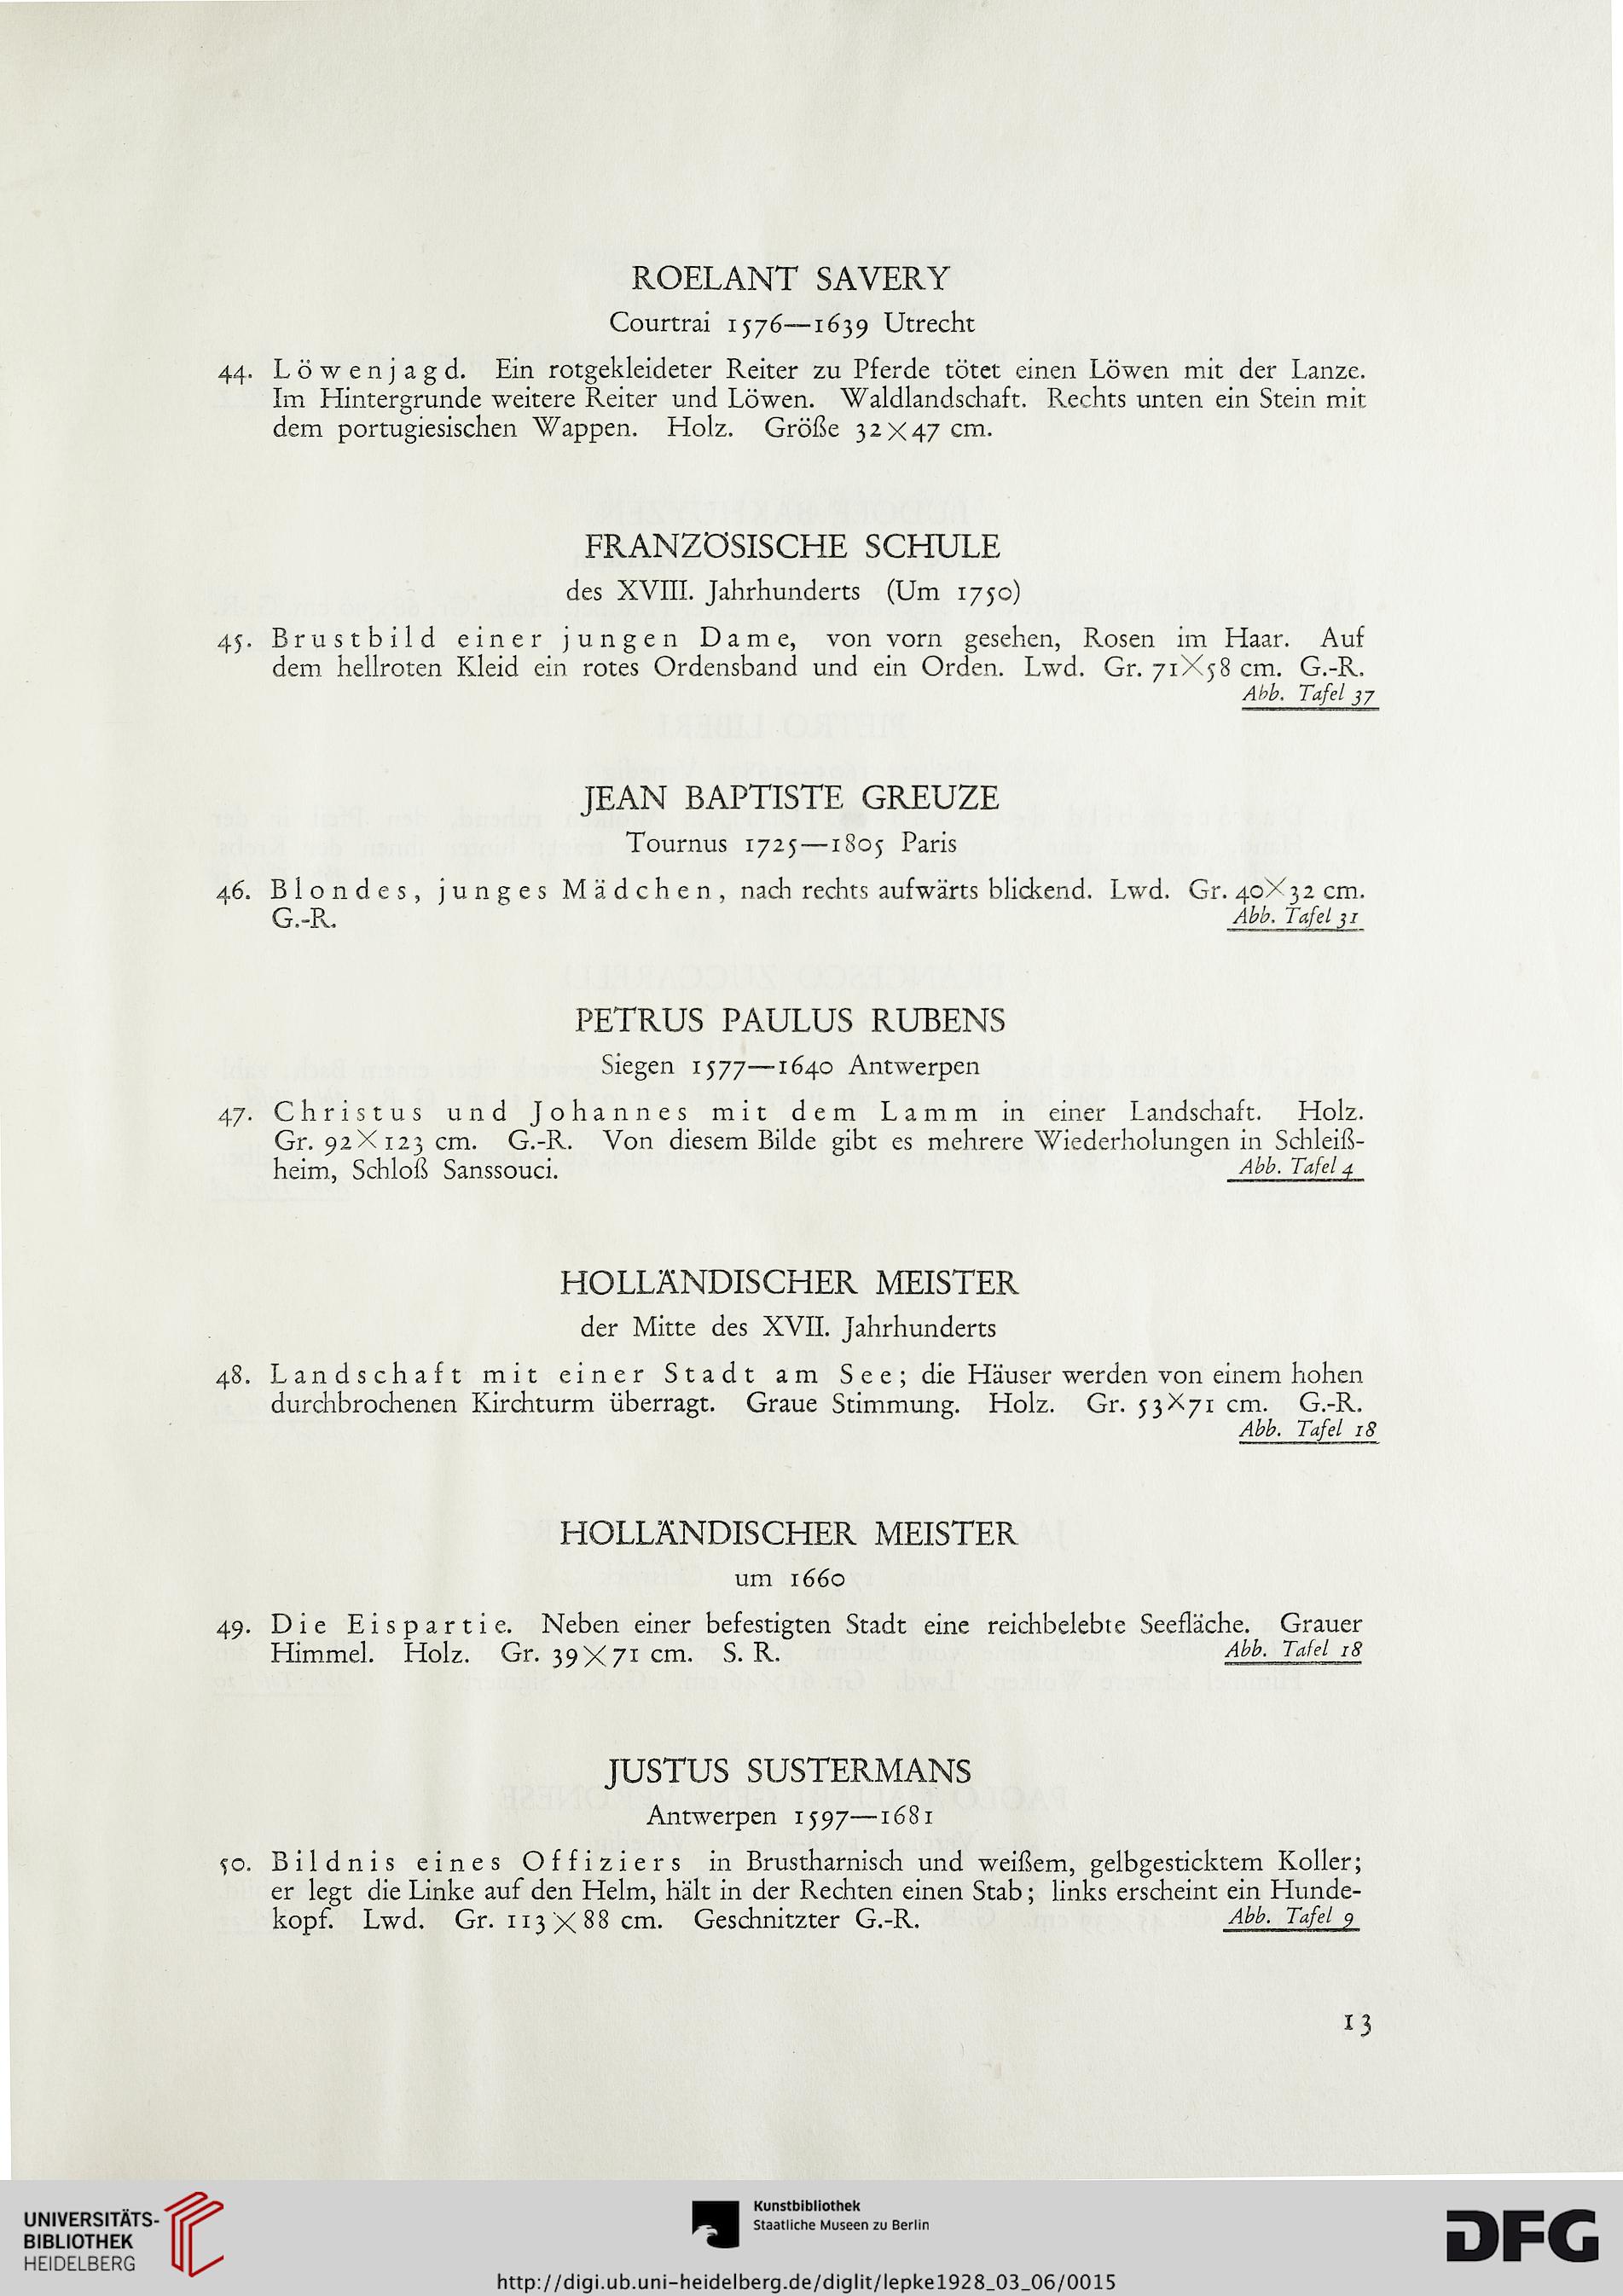 ROELANT SAVERY
Courtrai 1576—1639 Utrecht
44. Löwenjagd. Ein rotgekleideter Reiter zu Pferde tötet einen Löwen mit der Lanze.
Im Hintergrunde weitere Reiter und Löwen. Waldlandschaft. Rechts unten ein Stein mit
dem portugiesischen Wappen. Holz. Größe 32×47 cm.
FRANZÖSISCHE SCHULE
des XVIII. Jahrhunderts (Um 1750)
45. Brustbild einer jungen Dame, von vorn gesehen, Rosen im Haar. Auf
dem hellroten Kleid ein rotes Ordensband und ein Orden. Lwd. Gr. 71×58 cm. G.-R.
Abb. Tafel 37
JEAN BAPTISTE GREUZE
Tournus 1725—1805 Paris
46. Blondes, junges Mädchen, nach rechts aufwärts blickend. Lwd. Gr. 40×32 cm.
G.-R. Abb. Tafel 31
PETRUS PAULUS RUBENS
Siegen 1577—1640 Antwerpen
47. Christus und Johannes mit dem Lamm in einer Landschaft. Holz.
Gr. 92×123 cm. G.-R. Von diesem Bilde gibt es mehrere Wiederholungen in Schleiß-
heim, Schloß Sanssouci. Abb. Tafel 4
HOLLÄNDISCHER MEISTER
der Mitte des XVII. Jahrhunderts
48. Landschaft mit einer Stadt am See; die Häuser werden von einem hohen
durchbrochenen Kirchturm überragt. Graue Stimmung. Holz. Gr. 53×71 cm. G.-R.
Abb. Tafel 18
HOLLÄNDISCHER MEISTER
um 1660
49. Die Eispartie. Neben einer befestigten Stadt eine reichbelebte Seefläche. Grauer
Himmel. Holz. Gr. 39×71 cm. S. R. Abb. Tafel 18
JUSTUS SUSTERMANS
Antwerpen 1597—1681
50. Bildnis eines Offiziers in Brustharnisch und weißem, gelbgesticktem Koller;
er legt die Linke auf den Helm, hält in der Rechten einen Stab; links erscheint ein Hunde-
kopf. Lwd. Gr. 113×88 cm. Geschnitzter G.-R. Abb. Tafel 9
13
UNIVERSITÄTS-
BIBLIOTHEK
HEIDELBERG
Kunstbibliothek
Staatliche Museen zu Berlin
DFG
http://digi.ub.uni-heidelberg.de/diglit/lepke1928_03_06/0015